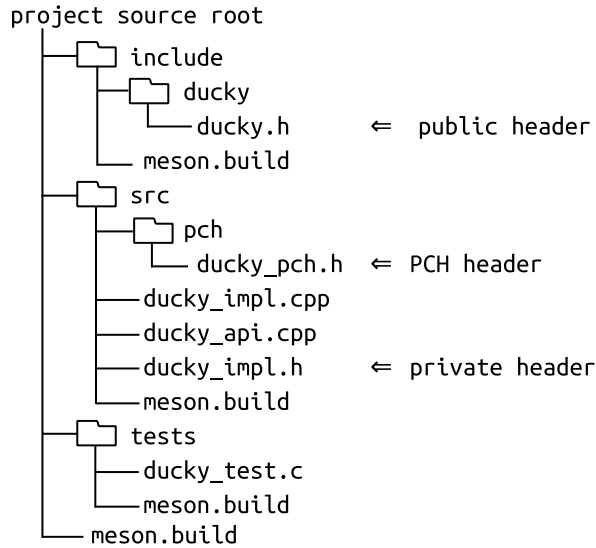 project source root
include
ducky
ducky.h ⇐ public header
meson.build
src
pch
ducky_pch.h ⇐ PCH header
ducky_impl.cpp
ducky_api.cpp
ducky_impl.h ⇐ private header
meson.build
tests
ducky_test.c
meson.build
meson.build